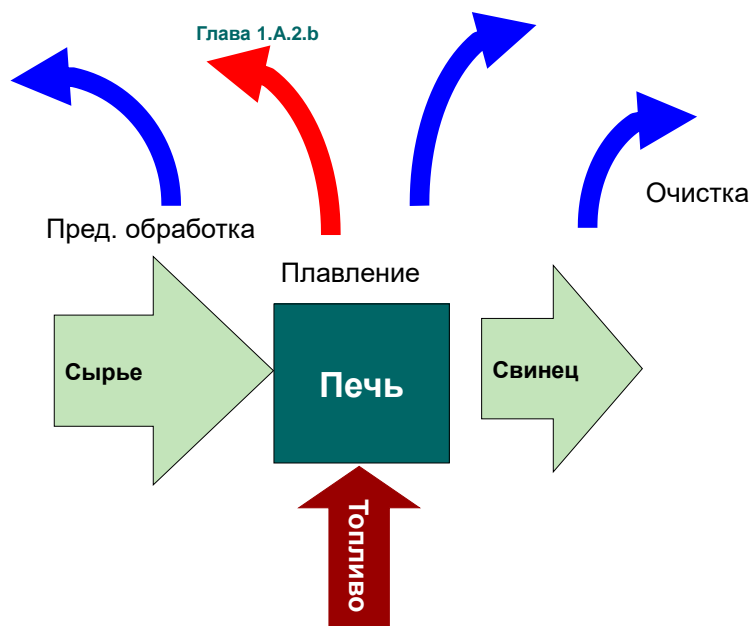 Глава 1.A.2.b
Очистка
Пред. обработка
Плавление
Сырье
Печь
Свинец
Топливо